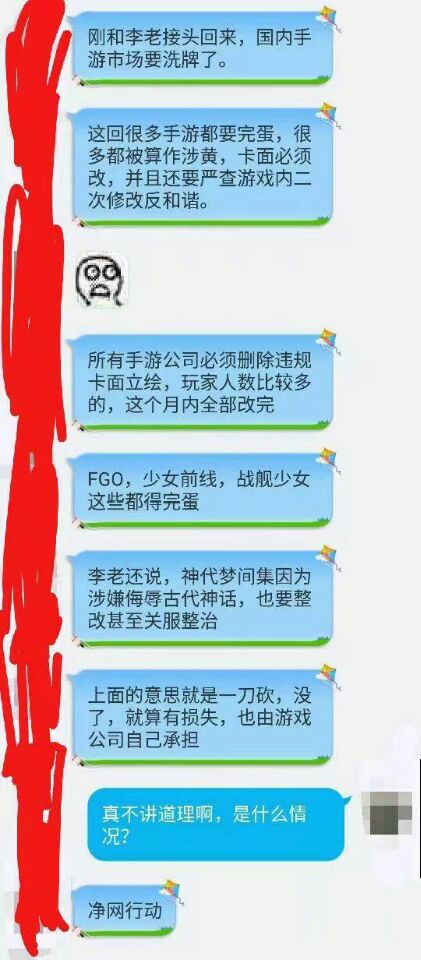 刚和李老接头回来，国内手
游市场要洗牌了。
这回很多手游都要完蛋，很
多都被算作涉黄，卡面必须
改，并且还要严查游戏内二
次修改反和谐。
所有手游公司必须删除违规
卡面立绘，玩家人数比较多
的，这个月内全部改完
FGO，少女前线，战舰少女
这些都得完蛋
李老还说，神代梦间集因为
涉嫌侮辱古代神话，也要整
改甚至关服整治
上面的意思就是一刀砍，没
了，就算有损失，也由游戏
公司自己承担
真不讲道理啊，是什么情
况？
净网行动